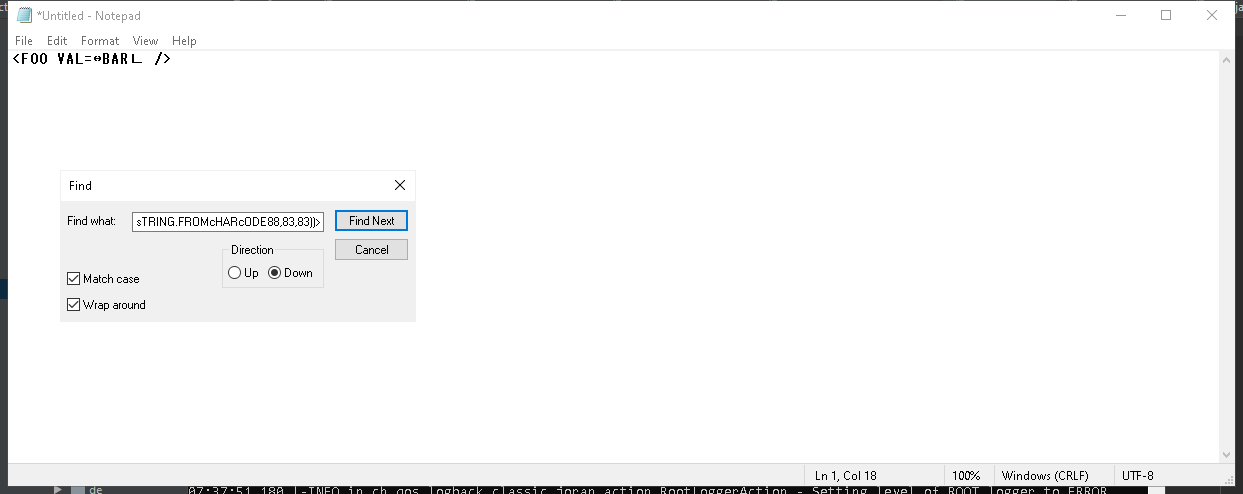 *Untitled - Notepad
File Edit Format View Help
<FOO VAL=⇔BAR∟ />
Find
Find what: sTRING.FROMcHARcODE88,83,83))> Find Next
Direction Cancel
Up Down
Match case
Wrap around
Ln 1, Col 18 100% Windows (CRLF) UTF-8
de 07:37:51,180 |-INFO in ch.qos.logback.classic.joran.action.RootLoggerAction - Setting level of ROOT logger to ERROR